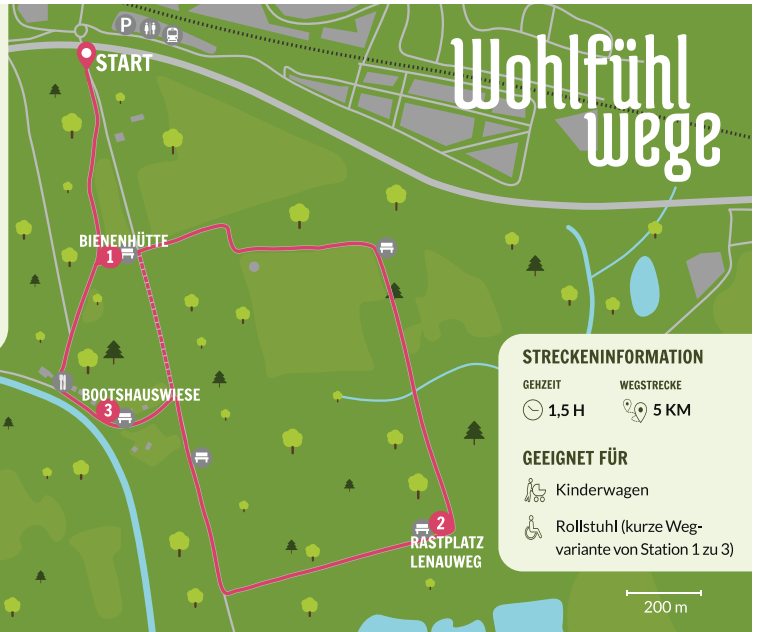 P
START
Wohlfühl
wege
BIENENHÜTTE
1
BOOTSHAUSWIESE
3
2
RASTPLATZ
LENAUWEG
STRECKENINFORMATION
GEHZEIT
WEGSTRECKE
1,5 H
5 KM
GEEIGNET FÜR
Kinderwagen
Rollstuhl (kurze Weg-
variante von Station 1 zu 3)
200 m